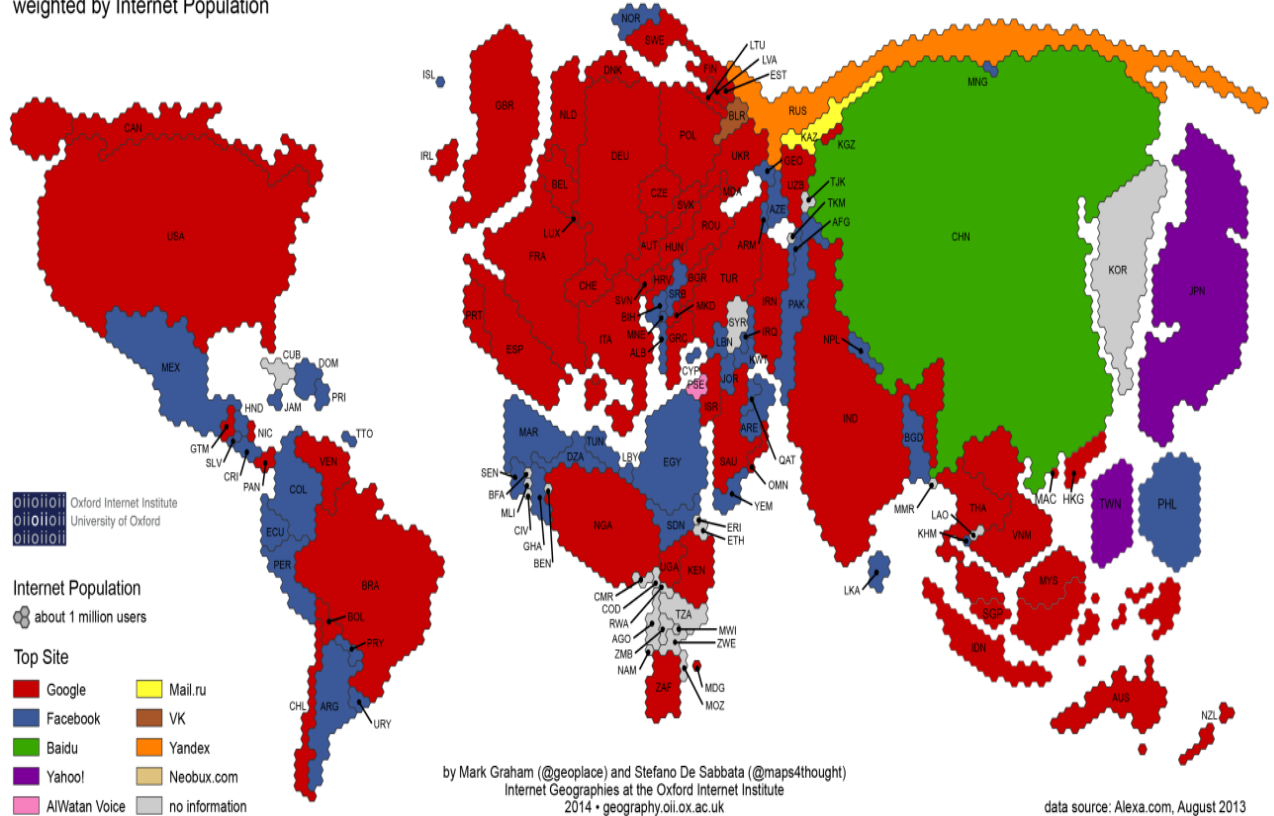 weighted by Internet Population
NOR
SWE
LTU
LVA
EST
ISL
DNK
FIN
MNG
GBR
NLD
RUS
BLR
CAN
POL
KAZ
KGZ
IRL
DEU
UKR
GEO
BEL
UZB
TJK
CZE
MDA
SVK
TKM
AZE
AFG
USA
LUX
ROU
ARM
CHN
AUT
HUN
FRA
KOR
CHE
HRV
BGR
TUR
JPN
SVN
SRB
IRN
PAK
BIH
MKD
PRT
SYR
MNE
IRQ
ESP
ITA
GRC
LBN
NPL
ALB
CUB
DOM
MEX
CYP
KWT
PSE
JOR
PRI
JAM
HND
ISR
IND
MAR
ARE
NIC
TTO
TUN
BGD
GTM
DZA
LBY
EGY
SLV
VEN
SAU
QAT
CRI
PAN
SEN
OMN
COL
BFA
YEM
MAC
HKG
TWN
PHL
MMR
MLI
THA
LAO
oiioiioii
Oxford Internet Institute
oiioiioii
University of Oxford
oiioiioii
CIV
NGA
SDN
ERI
ECU
KHM
VNM
ETH
GHA
BEN
PER
UGA
KEN
CMR
LKA
MYS
Internet Population
BRA
COD
about 1 million users
RWA
TZA
SGP
BOL
AGO
MWI
PRY
ZMB
ZWE
IDN
NAM
Top Site
Google
Mail.ru
ZAF
MDG
CHL
ARG
MOZ
AUS
Facebook
VK
URY
NZL
Baidu
Yandex
Yahoo!
Neobux.com
AlWatan Voice
no information
by Mark Graham (@geoplace) and Stefano De Sabbata (@maps4thought)
Internet Geographies at the Oxford Internet Institute
2014 • geography.oii.ox.ac.uk
data source: Alexa.com, August 2013